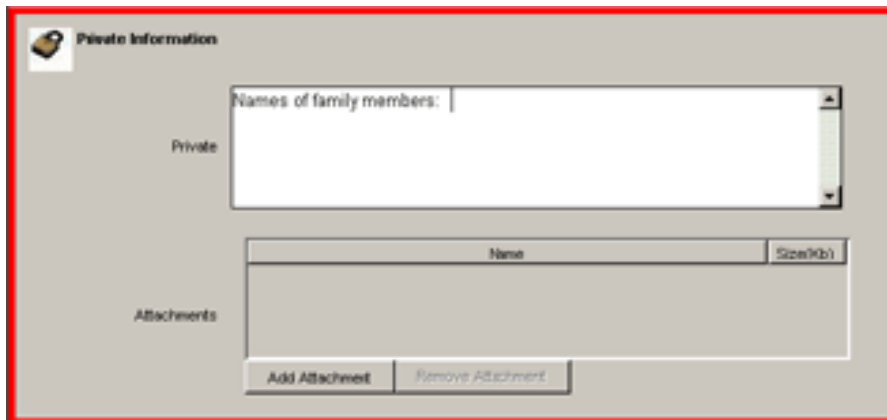 Private Information
Names of family members:
Private
Name Size(Kb)
Attachments
Add Attachment Remove Attachment